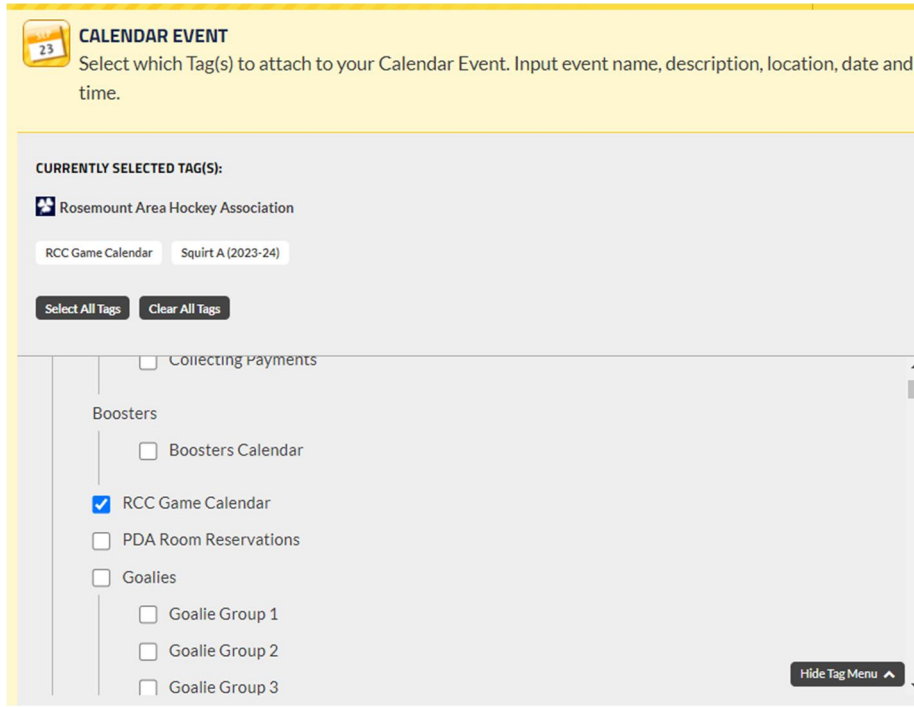 CALENDAR EVENT
23
Select which Tag(s) to attach to your Calendar Event. Input event name, description, location, date and
time.
CURRENTLY SELECTED TAG(S):
Rosemount Area Hockey Association
RCC Game Calendar Squirt A (2023-24)
Select All Tags Clear All Tags
Collecting Payments
Boosters
Boosters Calendar
RCC Game Calendar
PDA Room Reservations
Goalies
Goalie Group 1
Goalie Group 2
Hide Tag Menu
Goalie Group 3